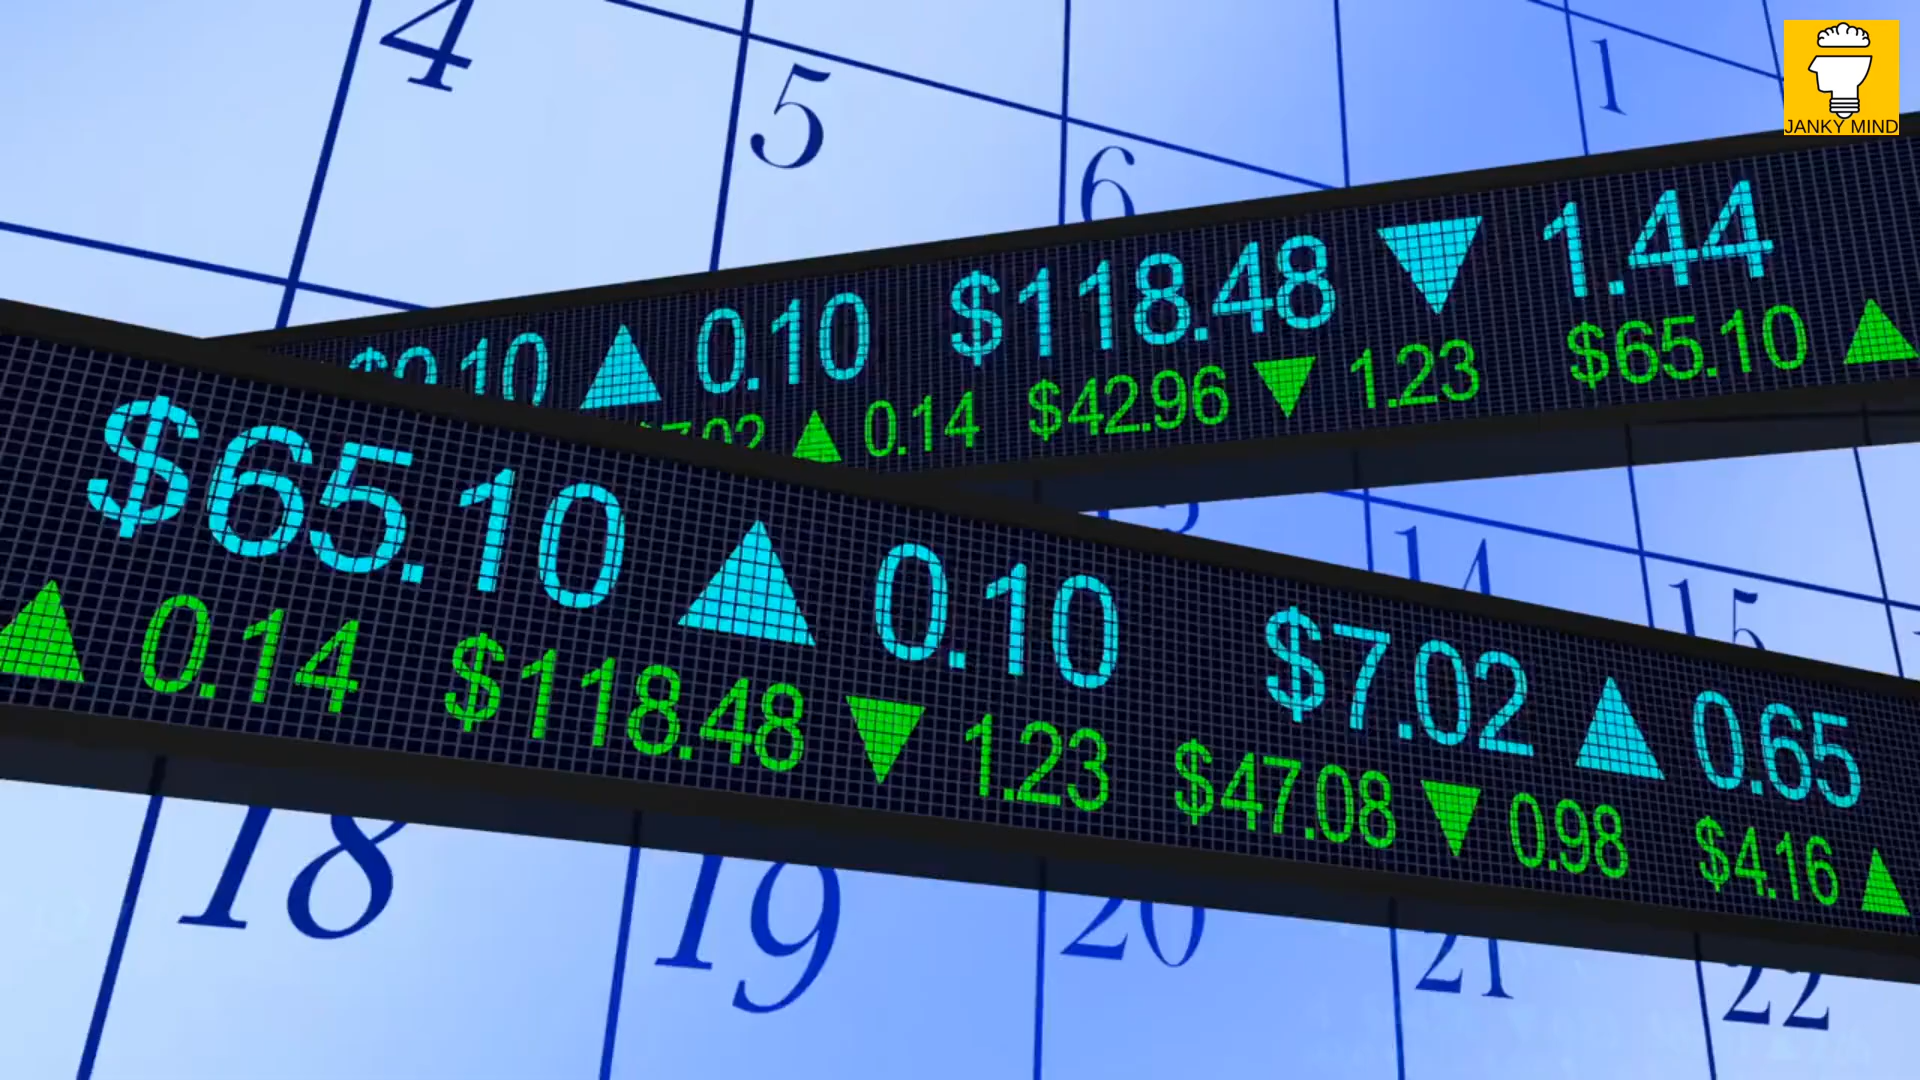 4
5
6
1
JANKY MIND
0.10 ▲ 0.10 $118.48 ▼ 1.44
▲ 0.14 $42.96 ▼ 1.23 $65.10 ▲
$65.10 ▲ 0.10 $7.02 ▲ 0.65
▲ 0.14 $118.48 ▼ 1.23 $47.08 ▼ 0.98 $4.16 ▲
14
15
18
19
20
21
22